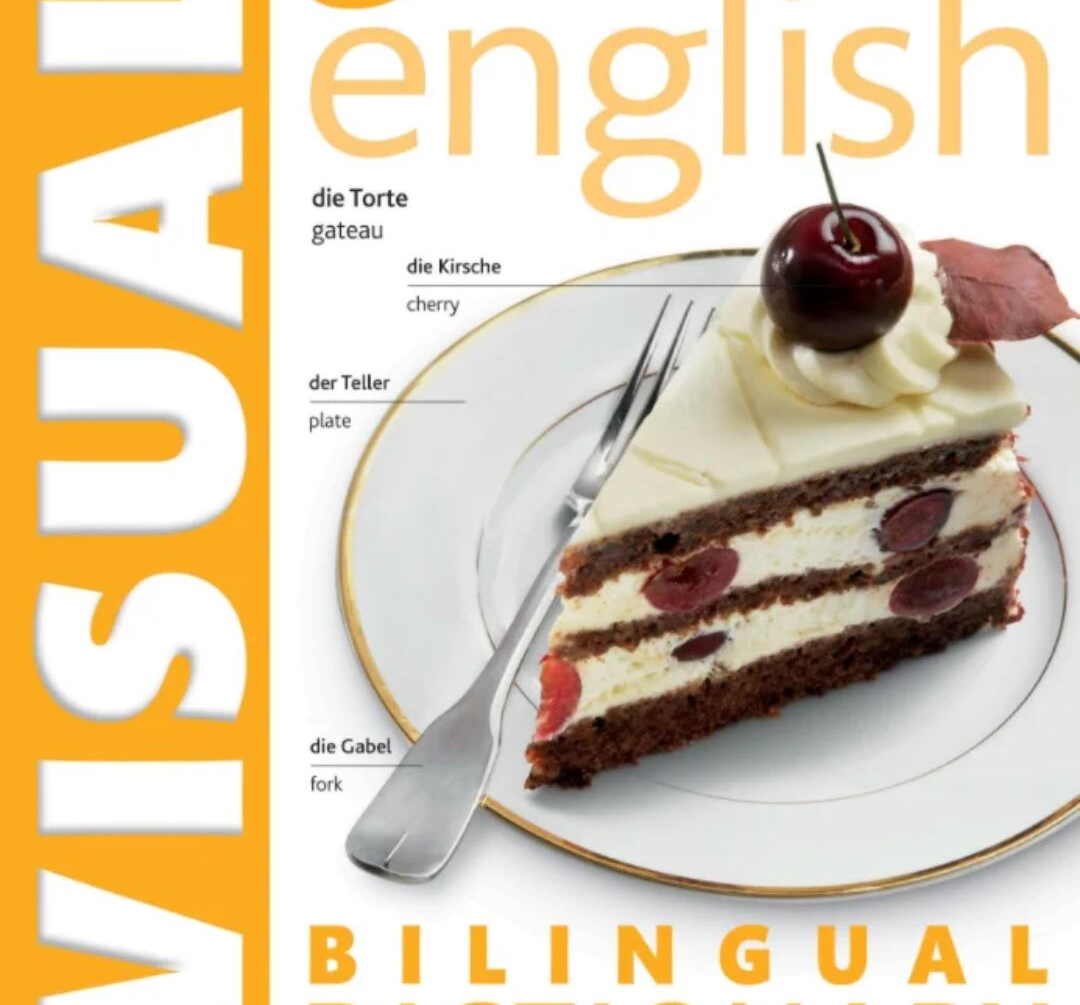 VISUAL
english
die Torte
gateau
die Kirsche
cherry
der Teller
plate
die Gabel
fork
BILINGUAL